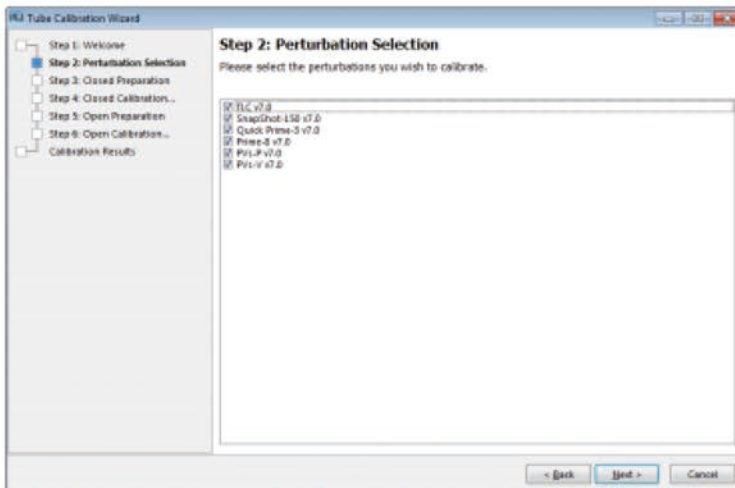 Tube Calibration Wizard
Step 1: Welcome
Step 2: Perturbation Selection
Step 3: Closed Preparation
Step 4: Closed Calibration...
Step 5: Open Preparation
Step 6: Open Calibration...
Calibration Results
Step 2: Perturbation Selection
Please select the perturbations you wish to calibrate.
TLC v7.0
SnapShot-150 v7.0
Quick Prime-3 v7.0
Prime-8 v7.0
PVs-P v7.0
PVs-V v7.0
< Back
Next >
Cancel